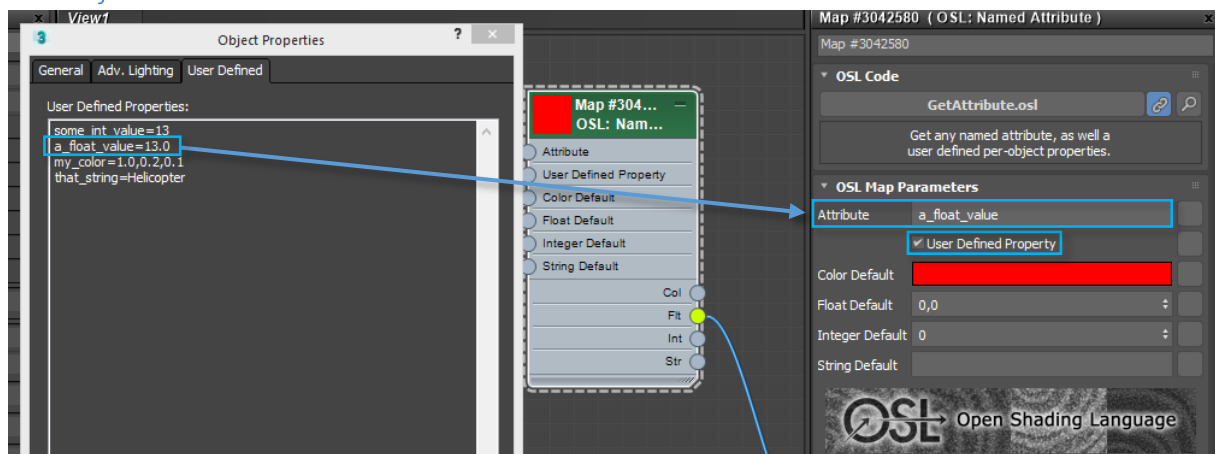 View1
3 Object Properties ? ×
General Adv. Lighting User Defined
User Defined Properties:
some_int_value=13
a_float_value=13.0
my_color=1.0,0.2,0.1
that_string=Helicopter
Map #304...
OSL: Nam...
Attribute
User Defined Property
Color Default
Float Default
Integer Default
String Default
Col
Flt
Int
Str
Map #3042580 ( OSL: Named Attribute )
Map #3042580
OSL Code
GetAttribute.osl
Get any named attribute, as well a
user defined per-object properties.
OSL Map Parameters
Attribute a_float_value
User Defined Property
Color Default
Float Default 0,0
Integer Default 0
String Default
OSL Open Shading Language